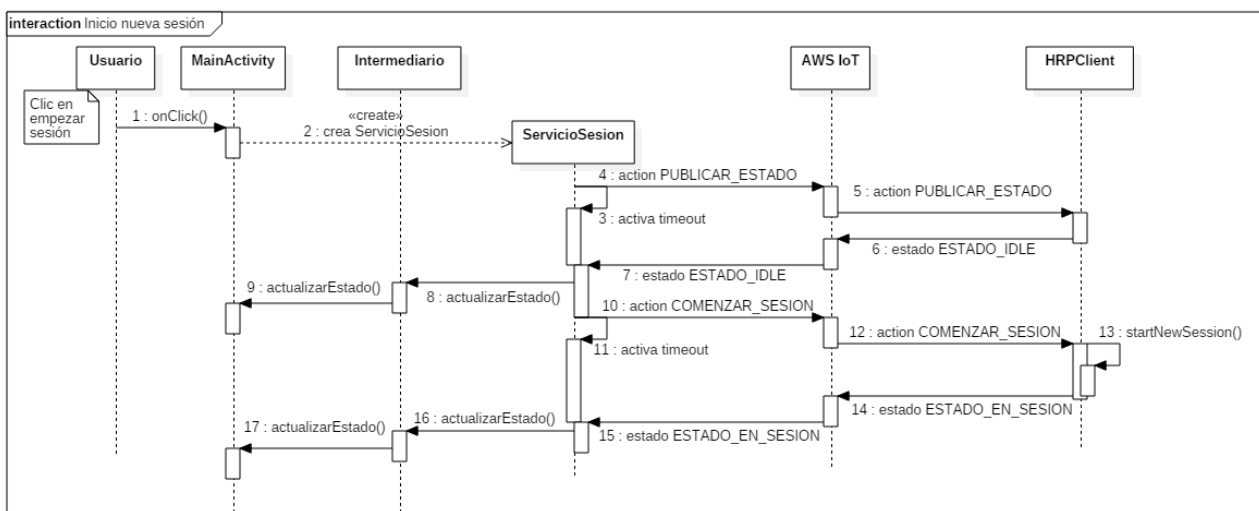 interaction Inicio nueva sesión
Usuario
MainActivity
Intermediario
AWS IoT
HRPClient
Clic en
empezar
sesión
1 : onClick()
«create»
2 : crea ServicioSesion
ServicioSesion
4 : action PUBLICAR_ESTADO
5 : action PUBLICAR_ESTADO
3 : activa timeout
6 : estado ESTADO_IDLE
7 : estado ESTADO_IDLE
9 : actualizarEstado()
8 : actualizarEstado()
10 : action COMENZAR_SESION
12 : action COMENZAR_SESION
13 : startNewSession()
11 : activa timeout
14 : estado ESTADO_EN_SESION
16 : actualizarEstado()
17 : actualizarEstado()
15 : estado ESTADO_EN_SESION